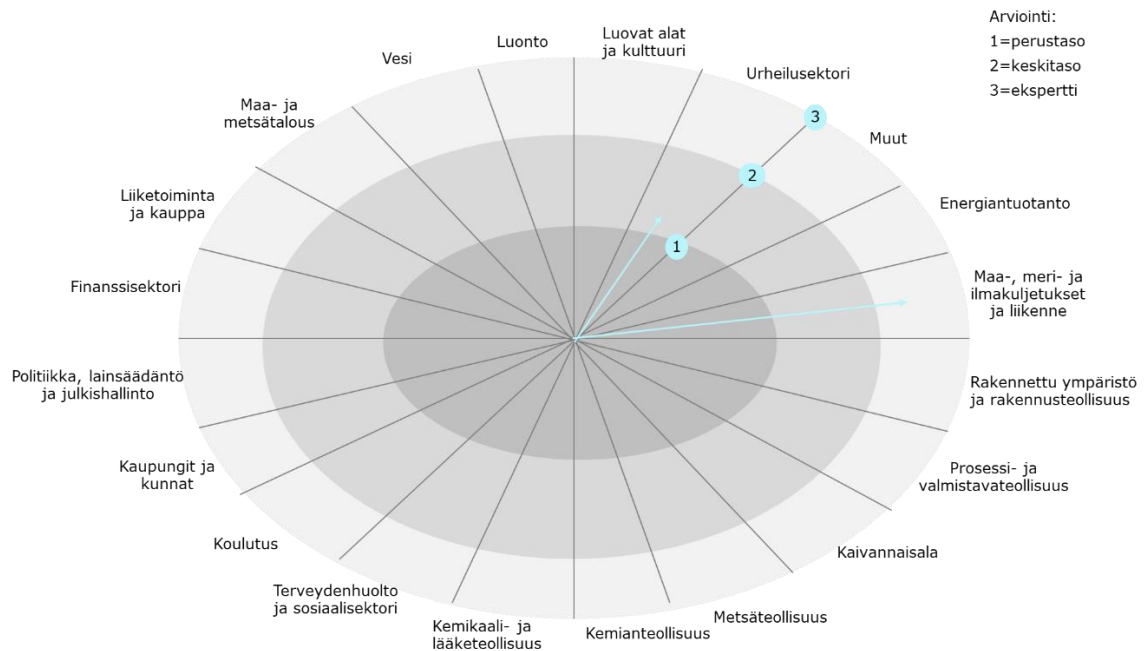 Arviointi:
1=perustaso
2=keskitaso
3=ekspertti
Luovat alat
ja kulttuuri
Urheilusektori
Muut
Energiantuotanto
Maa-, meri- ja
ilmakuljetukset
ja liikenne
Rakennettu ympäristö
ja rakennusteollisuus
Prosessi- ja
valmistavateollisuus
Kaivannaisala
Metsäteollisuus
Kemianteollisuus
Kemikaali- ja
lääketeollisuus
Terveydenhuolto
ja sosiaalisektori
Koulutus
Kaupungit ja
kunnat
Politiikka, lainsäädäntö
ja julkishallinto
Finanssisektori
Liiketoiminta
ja kauppa
Maa- ja
metsätalous
Vesi
Luonto
3
2
1